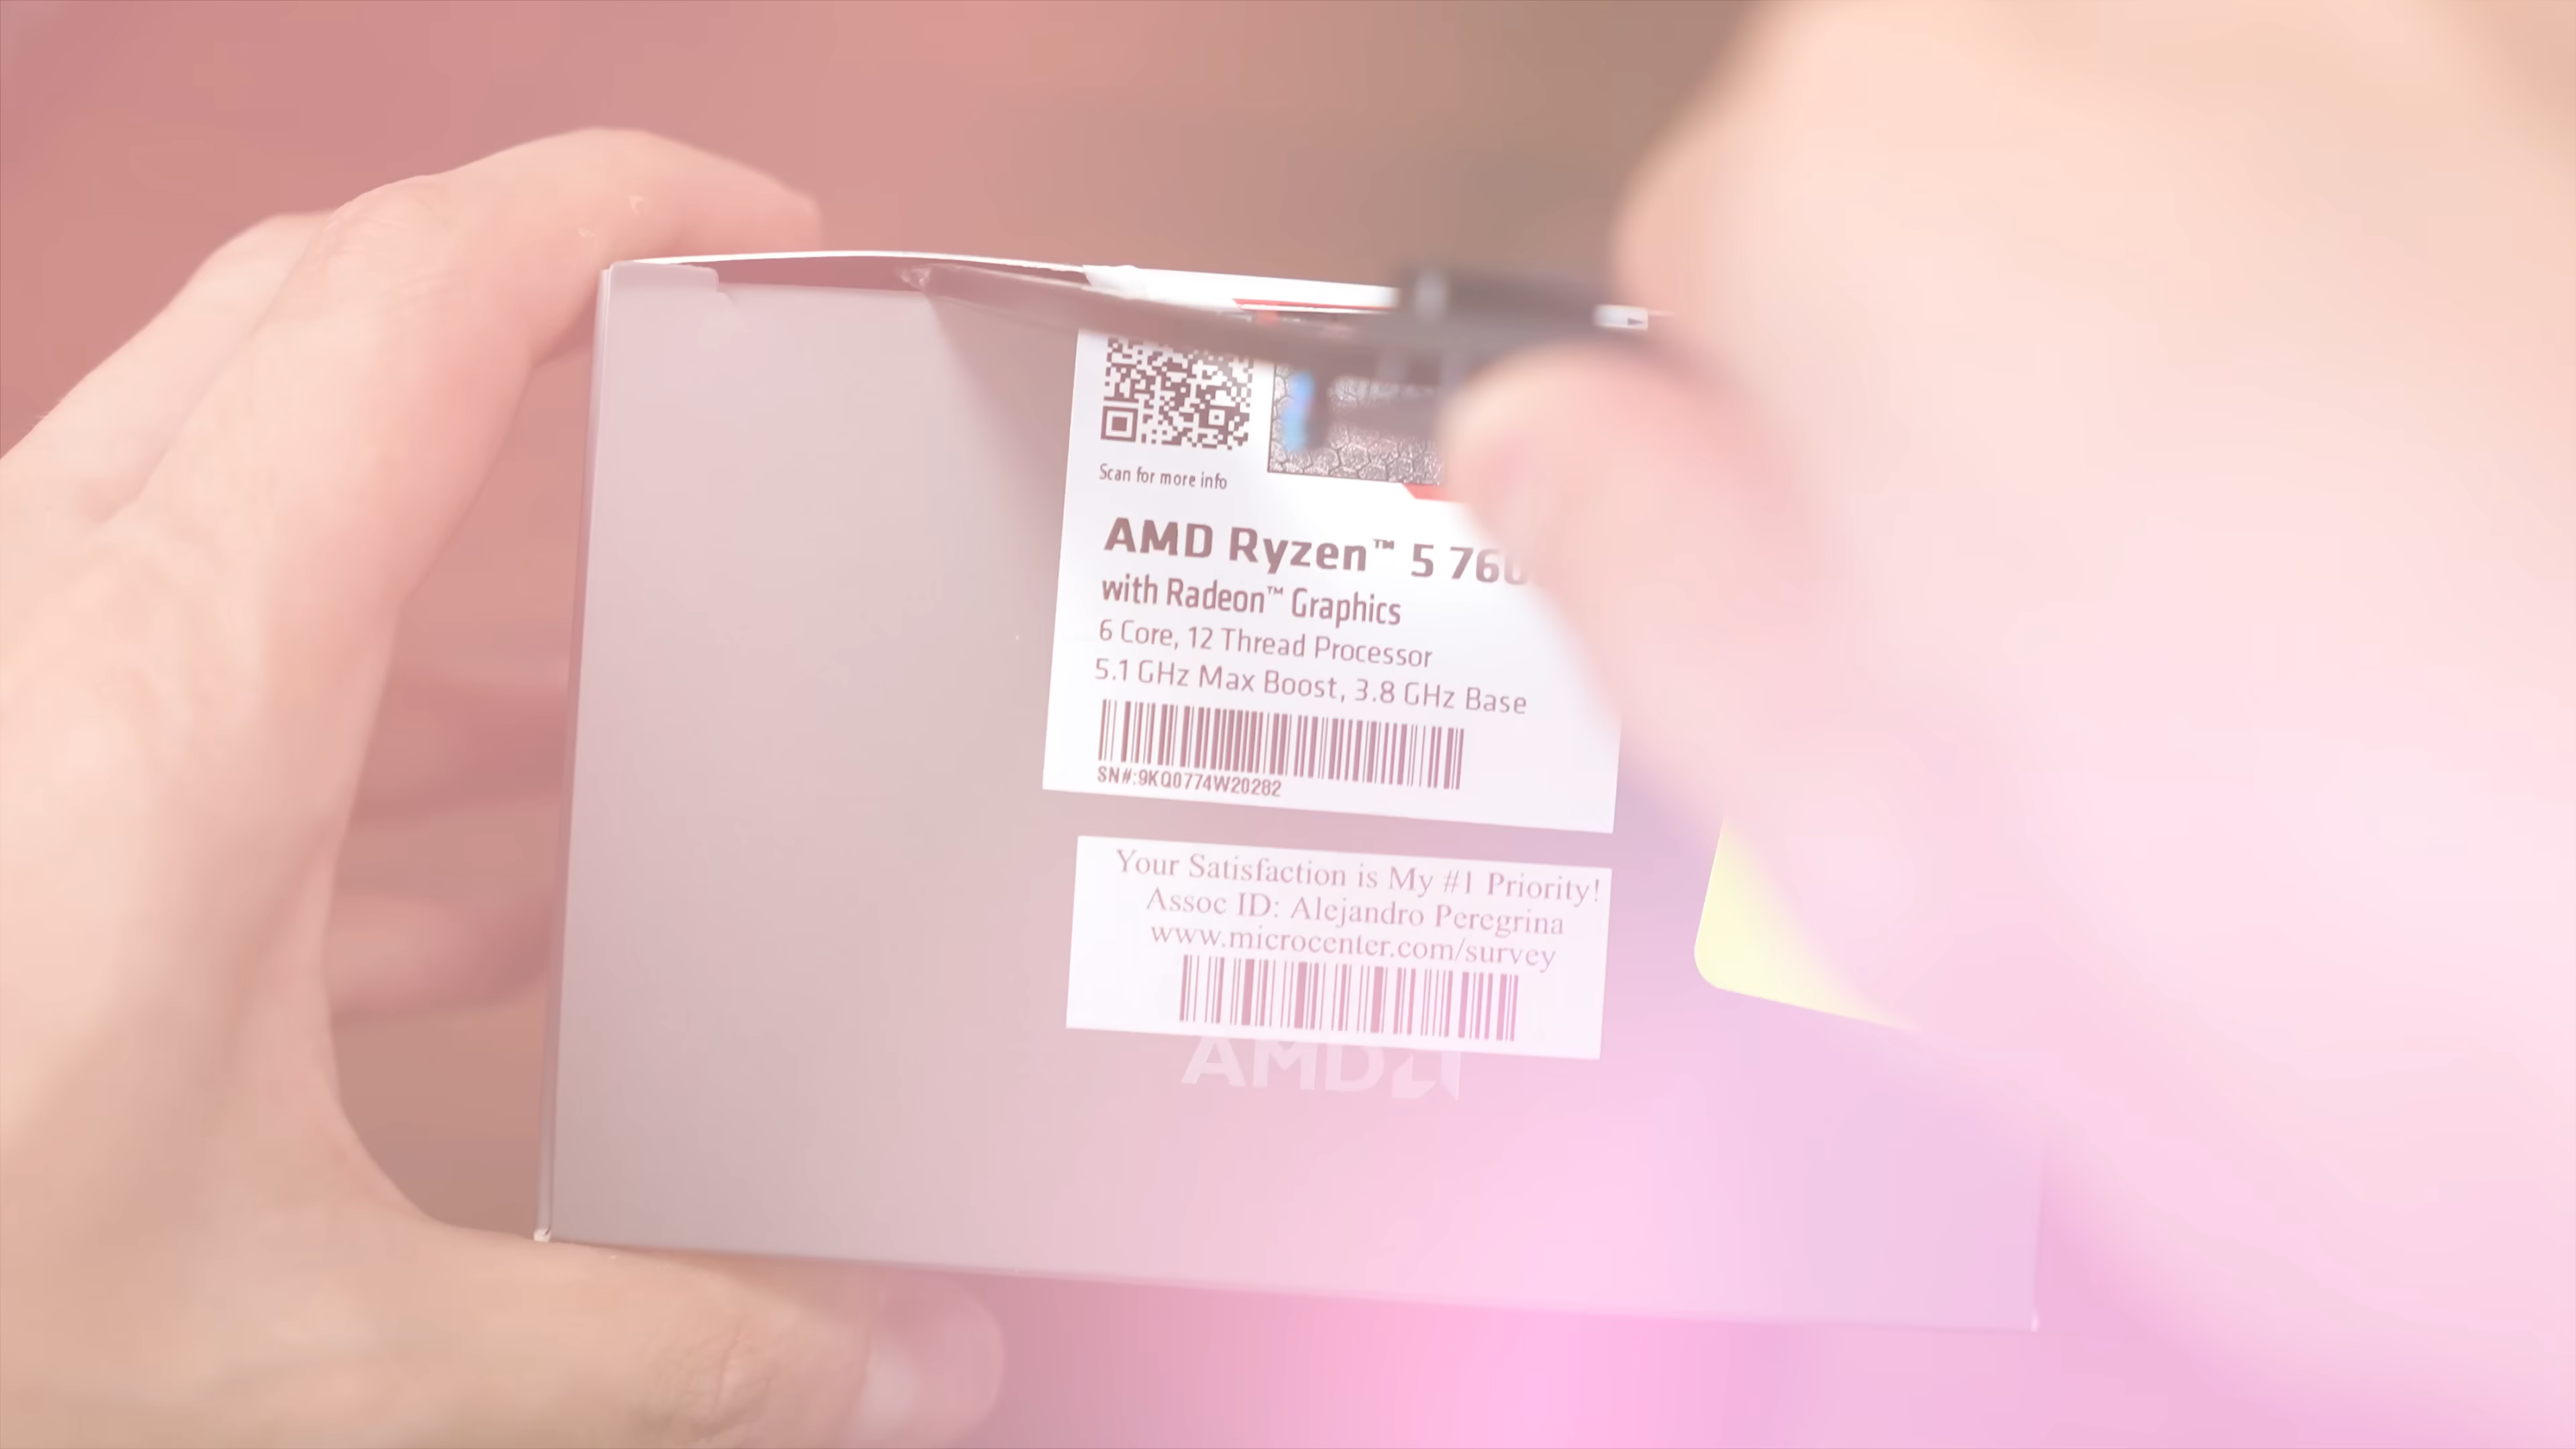 Scan for more info
AMD Ryzen™ 5 760
with Radeon™ Graphics
6 Core, 12 Thread Processor
5.1 GHz Max Boost, 3.8 GHz Base
SN#:9KQ0774W20282
Your Satisfaction is My #1 Priority!
Assoc ID: Alejandro Peregrina
www.microcenter.com/survey
AMD